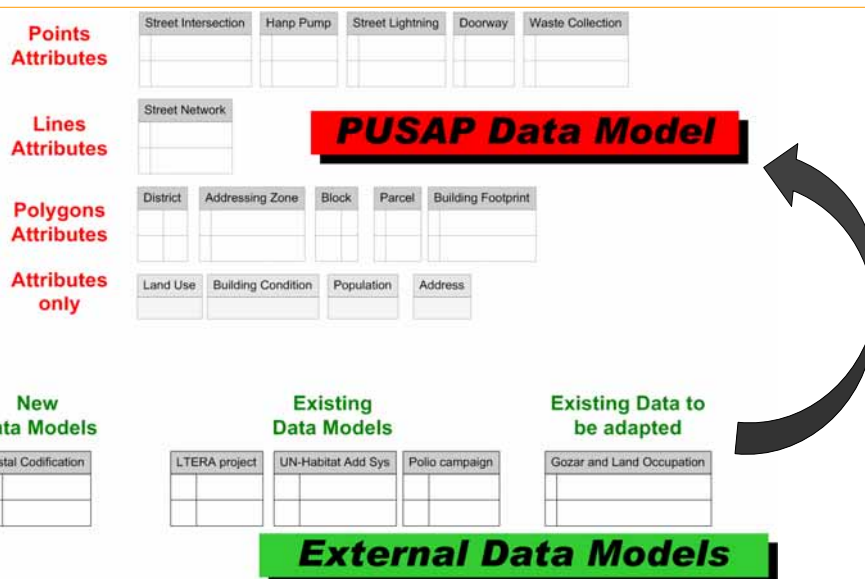 Points
Attributes
Street Intersection
Hanp Pump
Street Lightning
Doorway
Waste Collection
Lines
Attributes
Street Network
PUSAP Data Model
Polygons
Attributes
District
Addressing Zone
Block
Parcel
Building Footprint
Attributes
only
Land Use
Building Condition
Population
Address
New
ata Models
Existing
Data Models
Existing Data to
be adapted
stal Codification
LTERA project
UN-Habitat Add Sys
Polio campaign
Gozar and Land Occupation
External Data Models